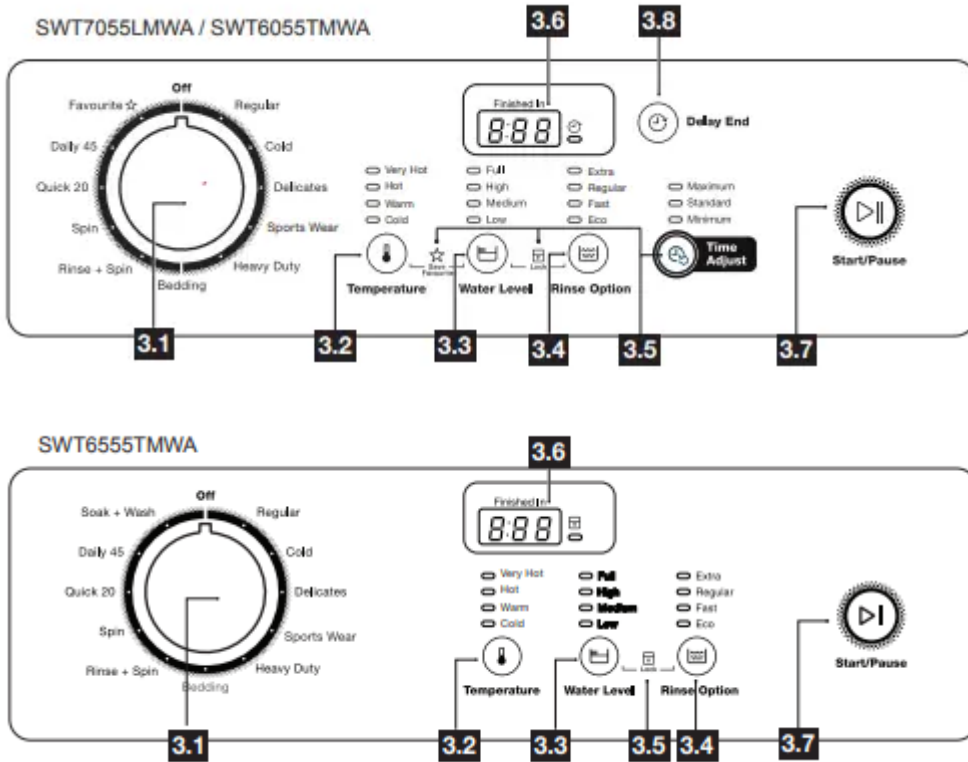 SWT7055LMWA / SWT6055TMWA
3.6
3.8
Off
Favourite ☆
Regular
Daily 45
Cold
Quick 20
Delicates
Spin
Sports Wear
Rinse + Spin
Heavy Duty
Bedding
Finished In
8:88
Delay End
Very Hot
Hot
Warm
Cold
Full
High
Medium
Low
Extra
Regular
Fast
Eco
Maximum
Standard
Minimum
Save
Favourite
Lock
Time
Adjust
Temperature
Water Level
Rinse Option
Start/Pause
3.1
3.2
3.3
3.4
3.5
3.7
SWT6555TMWA
3.6
Off
Soak + Wash
Regular
Daily 45
Cold
Quick 20
Delicates
Spin
Sports Wear
Rinse + Spin
Heavy Duty
Bedding
Finished In
8:88
Very Hot
Hot
Warm
Cold
Full
High
Medium
Low
Extra
Regular
Fast
Eco
Lock
Temperature
Water Level
Rinse Option
Start/Pause
3.1
3.2
3.3
3.5
3.4
3.7